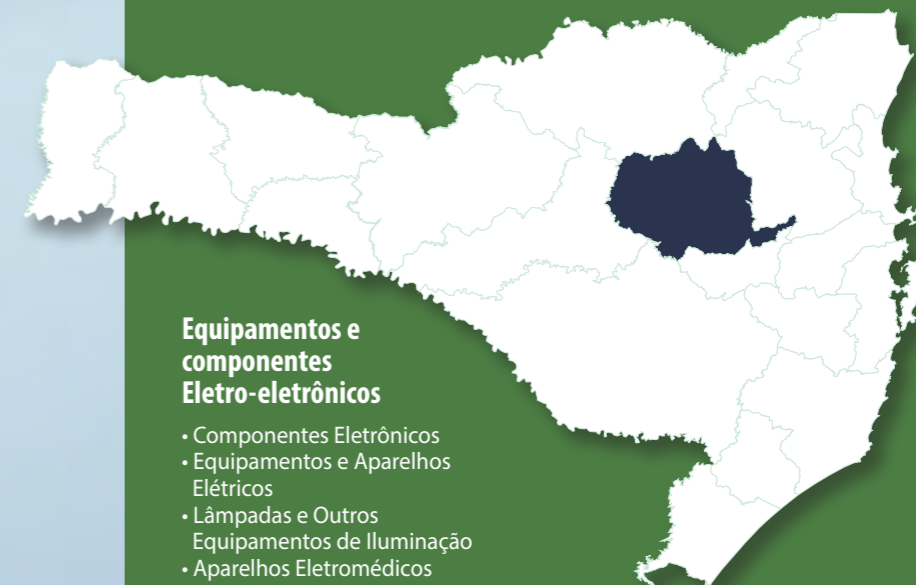 Equipamentos e
componentes
Eletro-eletrônicos
• Componentes Eletrônicos
• Equipamentos e Aparelhos
Elétricos
• Lâmpadas e Outros
Equipamentos de Iluminação
• Aparelhos Eletromédicos